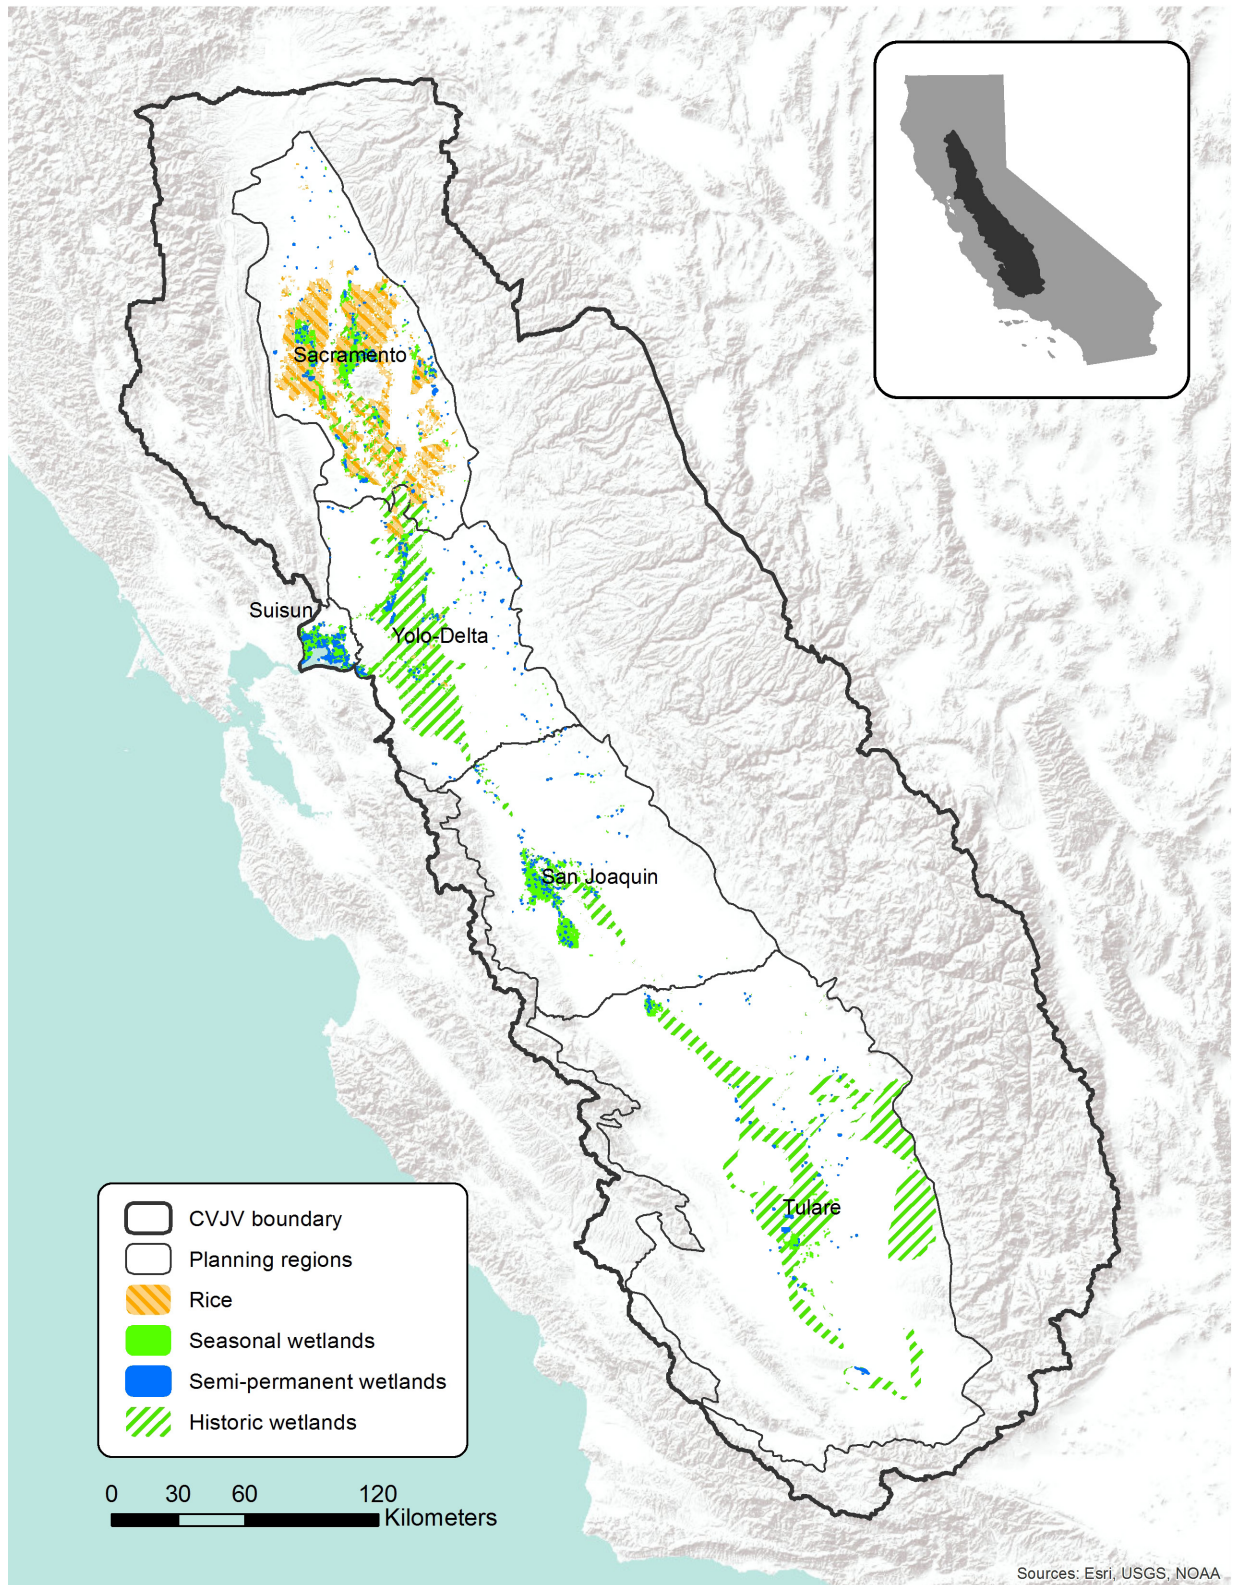 Sacramento
Suisun
Yolo-Delta
San Joaquin
Tulare
CVJV boundary
Planning regions
Rice
Seasonal wetlands
Semi-permanent wetlands
Historic wetlands
0 30 60 120
Kilometers
Sources: Esri, USGS, NOAA